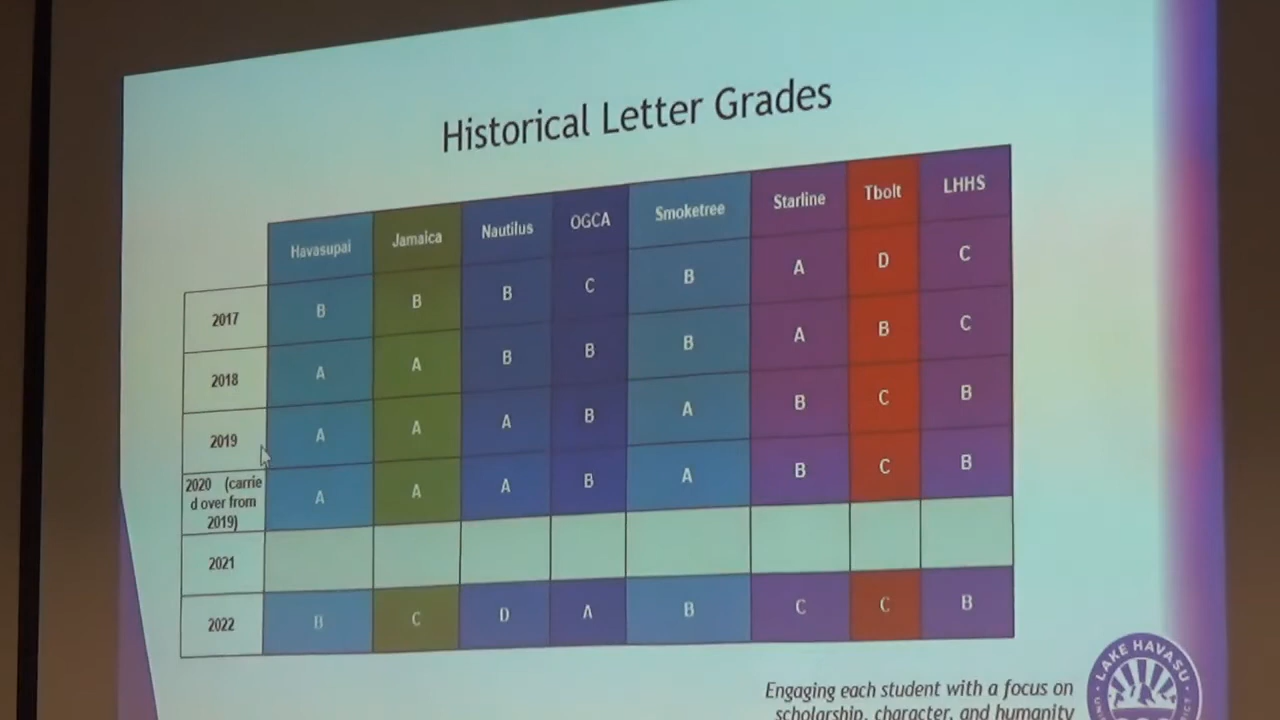 Historical Letter Grades
Havasupai Jamaica Nautilus OGCA Smoketree Starline Tbolt LHHS
2017 B B B C B A D C
2018 A A B B B A B C
2019 A A A B A B C B
2020 (carrie
d over from
2019) A A A B A B C B
2021
2022 B C D A B C C B
Engaging each student with a focus on
scholarship, character, and humanity
LAKE HAVASU